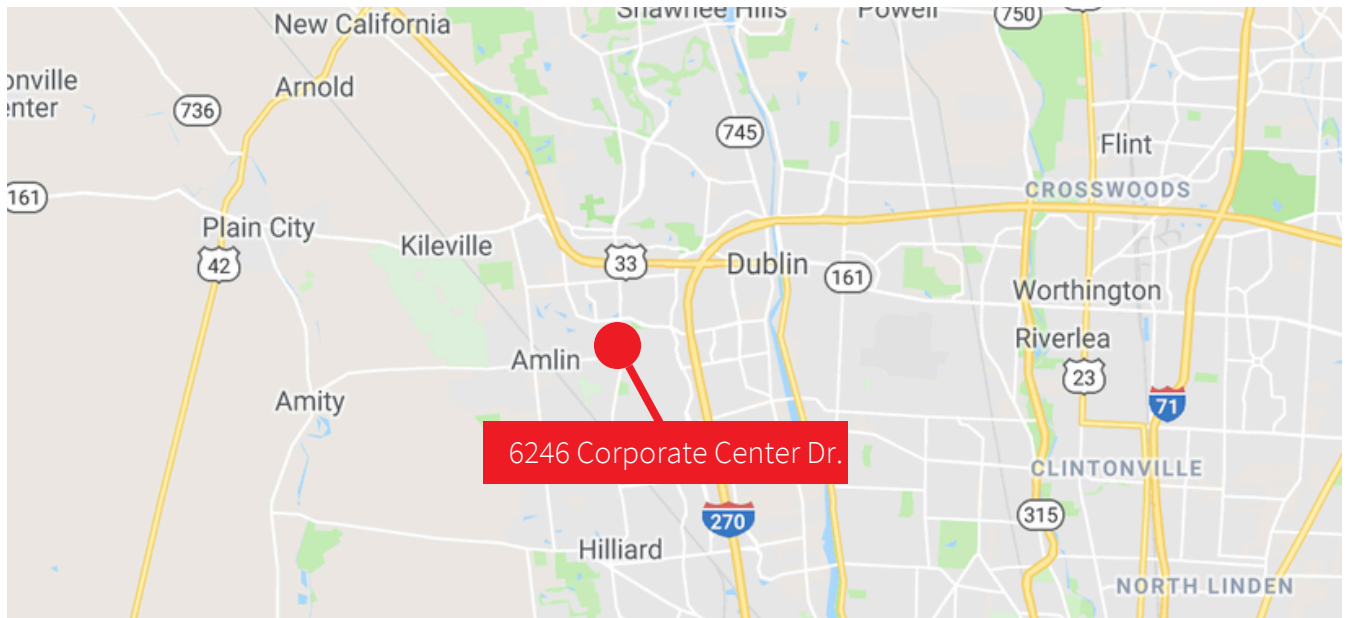 Shawnee Hills
Powell
750
New California
onville
enter
Arnold
736
745
Flint
161
CROSSWOODS
Plain City
Kileville
42
33
Dublin
161
Worthington
Riverlea
Amlin
23
Amity
71
6246 Corporate Center Dr.
CLINTONVILLE
270
315
Hilliard
NORTH LINDEN